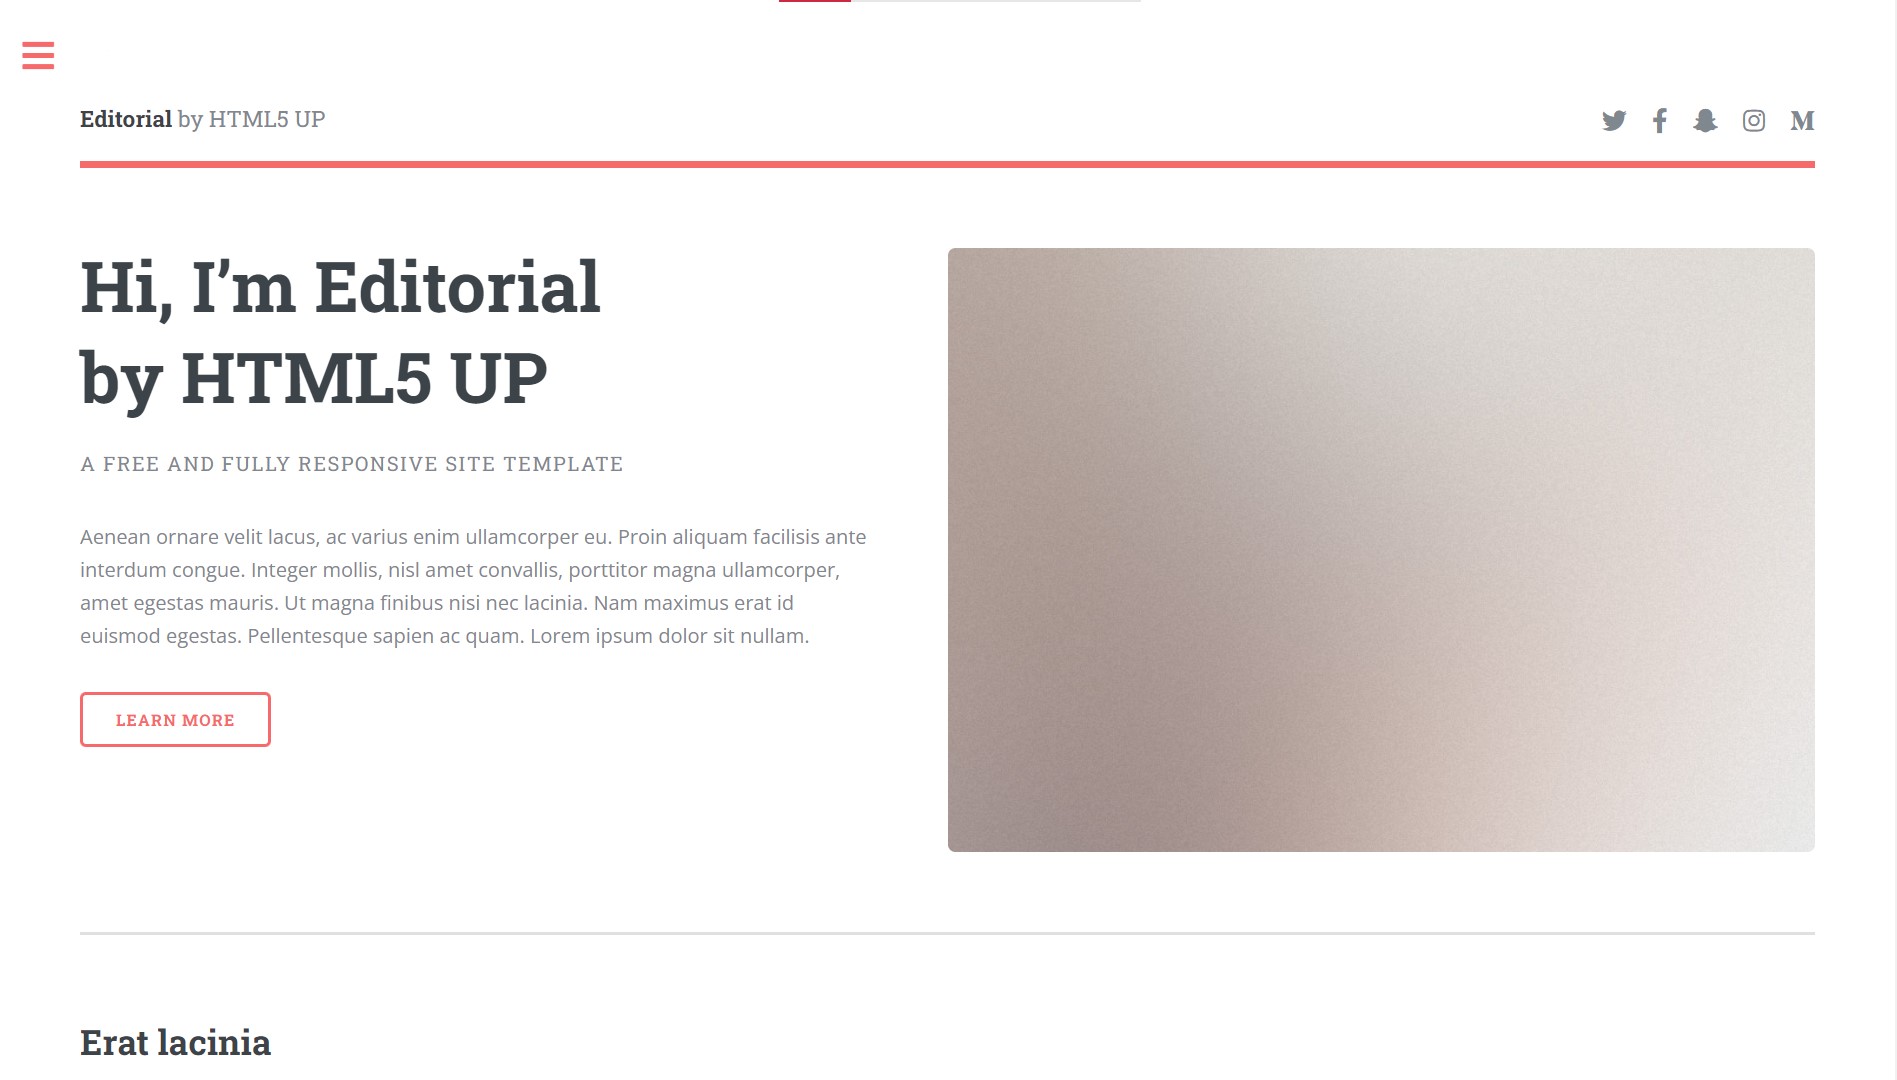 Editorial by HTML5 UP
Hi, I’m Editorial
by HTML5 UP
A FREE AND FULLY RESPONSIVE SITE TEMPLATE
Aenean ornare velit lacus, ac varius enim ullamcorper eu. Proin aliquam facilisis ante
interdum congue. Integer mollis, nisl amet convallis, porttitor magna ullamcorper,
amet egestas mauris. Ut magna finibus nisi nec lacinia. Nam maximus erat id
euismod egestas. Pellentesque sapien ac quam. Lorem ipsum dolor sit nullam.
LEARN MORE
Erat lacinia